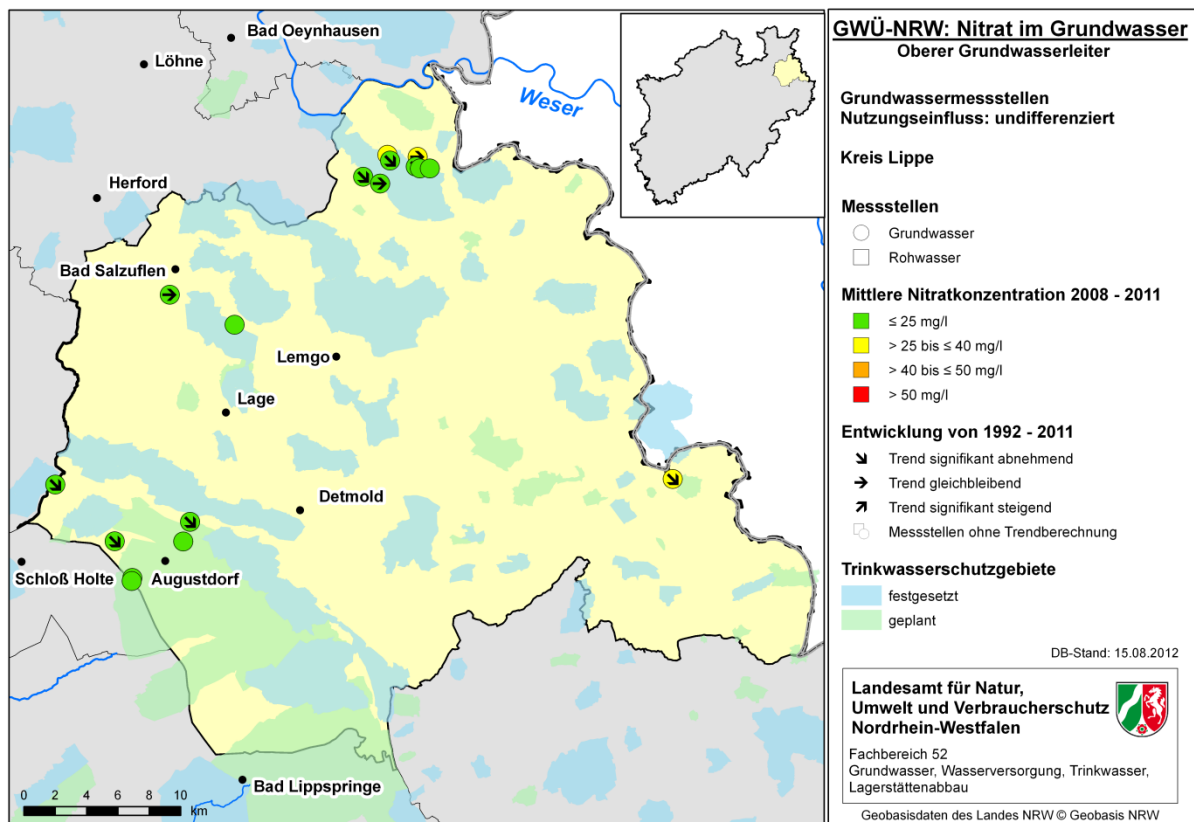 Bad Oeynhausen
Löhne
Weser
Herford
Bad Salzuflen
Lemgo
Lage
Detmold
Schloß Holte
Augustdorf
Bad Lippspringe
0 2 4 6 8 10
km
GWÜ-NRW: Nitrat im Grundwasser
Oberer Grundwasserleiter
Grundwassermessstellen
Nutzungseinfluss: undifferenziert
Kreis Lippe
Messstellen
Grundwasser
Rohwasser
Mittlere Nitratkonzentration 2008 - 2011
≤ 25 mg/l
> 25 bis ≤ 40 mg/l
> 40 bis ≤ 50 mg/l
> 50 mg/l
Entwicklung von 1992 - 2011
Trend signifikant abnehmend
Trend gleichbleibend
Trend signifikant steigend
Messstellen ohne Trendberechnung
Trinkwasserschutzgebiete
festgesetzt
geplant
DB-Stand: 15.08.2012
Landesamt für Natur,
Umwelt und Verbraucherschutz
Nordrhein-Westfalen
Fachbereich 52
Grundwasser, Wasserversorgung, Trinkwasser,
Lagerstättenabbau
Geobasisdaten des Landes NRW © Geobasis NRW